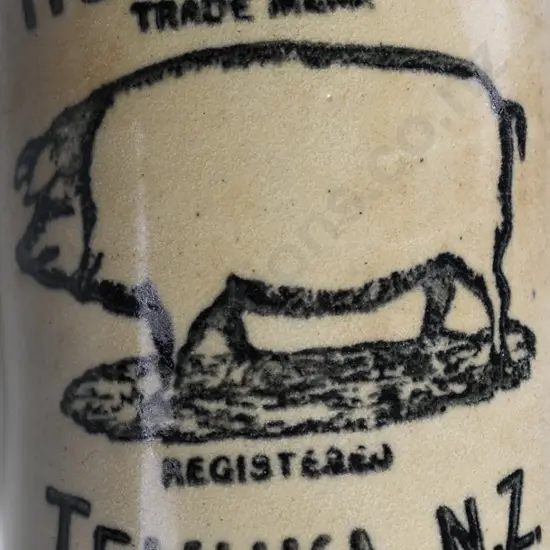 TRADE MARK
REGISTERED
TEMUKA N.Z.